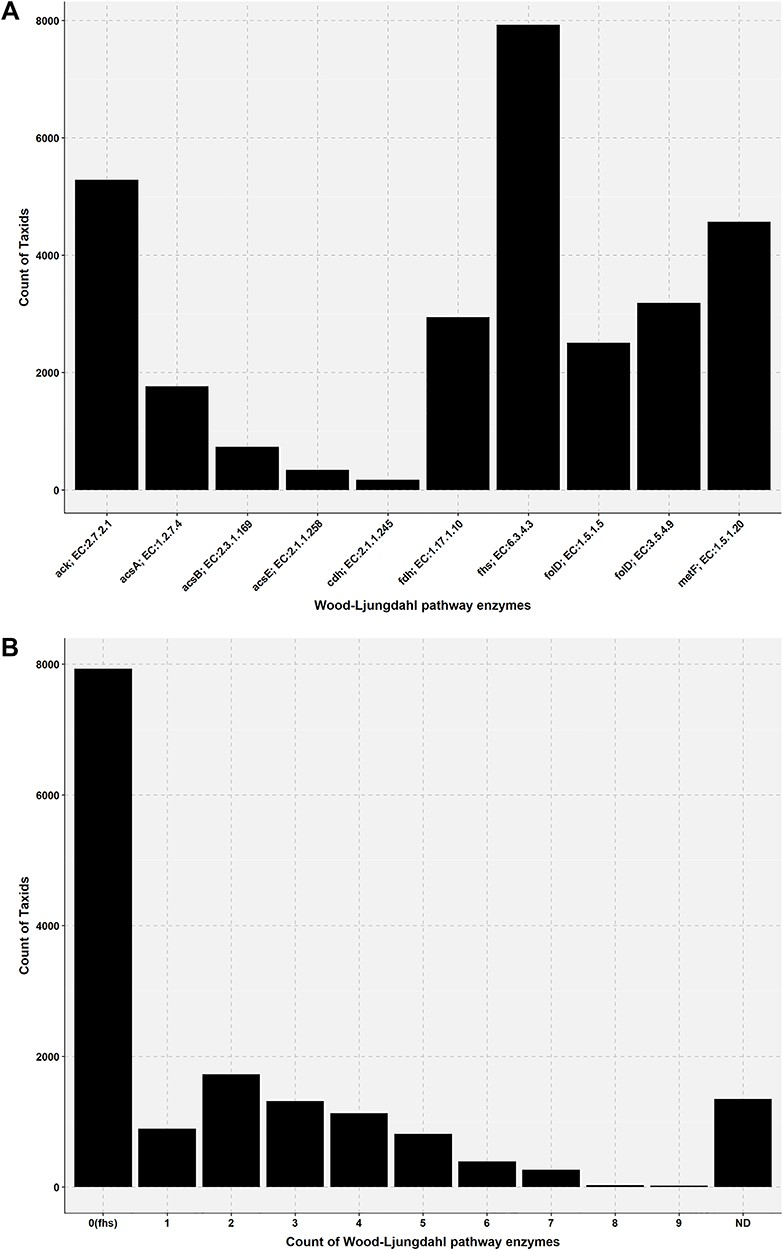 A
8000
6000
4000
2000
0
Count of Taxids
ack; EC:2.7.2.1
acsA; EC:1.2.7.4
acsB; EC:2.3.1.169
acsE; EC:2.1.1.258
cdh; EC:2.1.1.245
fdh; EC:1.17.1.10
fhs; EC:6.3.4.3
folD; EC:1.5.1.5
folD; EC:3.5.4.9
metF; EC:1.5.1.20
Wood-Ljungdahl pathway enzymes
B
8000
6000
4000
2000
0
Count of Taxids
0(fhs) 1 2 3 4 5 6 7 8 9 ND
Count of Wood-Ljungdahl pathway enzymes